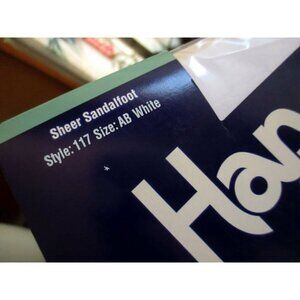 Sheer Sandalfoot
Style: 117 Size: AB White
Han